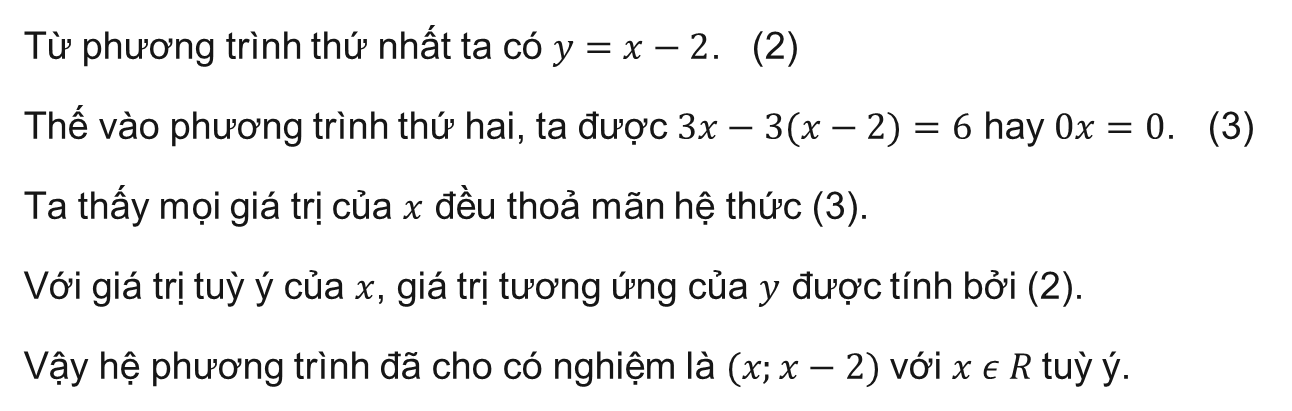 Từ phương trình thứ nhất ta có y = x − 2. (2)
Thế vào phương trình thứ hai, ta được 3x − 3(x − 2) = 6 hay 0x = 0. (3)
Ta thấy mọi giá trị của x đều thoả mãn hệ thức (3).
Với giá trị tuỳ ý của x, giá trị tương ứng của y được tính bởi (2).
Vậy hệ phương trình đã cho có nghiệm là (x; x − 2) với x ϵ R tuỳ ý.